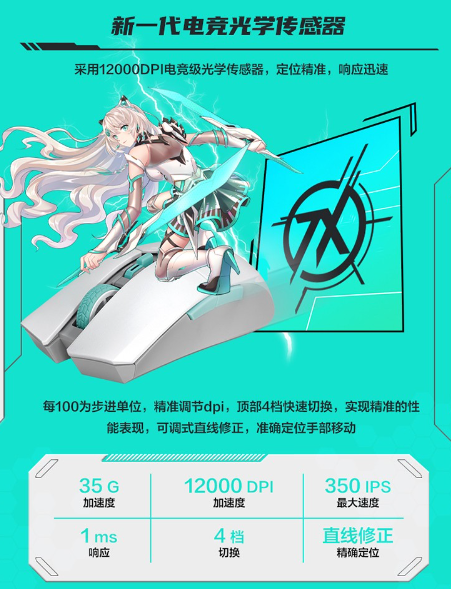 新一代电竞光学传感器
采用12000DPI电竞级光学传感器，定位精准，响应迅速
TX
每100为步进单位，精准调节dpi，顶部4档快速切换，实现精准的性
能表现，可调式直线修正，准确定位手部移动
35 G
加速度
12000 DPI
加速度
350 IPS
最大速度
1 ms
响应
4 档
切换
直线修正
精确定位